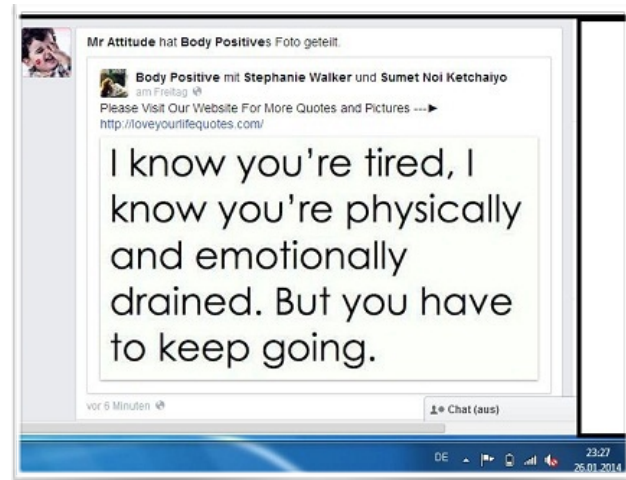 Mr Attitude hat Body Positives Foto geteilt.
Body Positive mit Stephanie Walker und Sumet Noi Ketchaiyo
am Freitag
Please Visit Our Website For More Quotes and Pictures ---►
http://loveyourlifequotes.com/
I know you're tired, I
know you're physically
and emotionally
drained. But you have
to keep going.
vor 6 Minuten
Chat (aus)
DE
23:27
26.01.2014